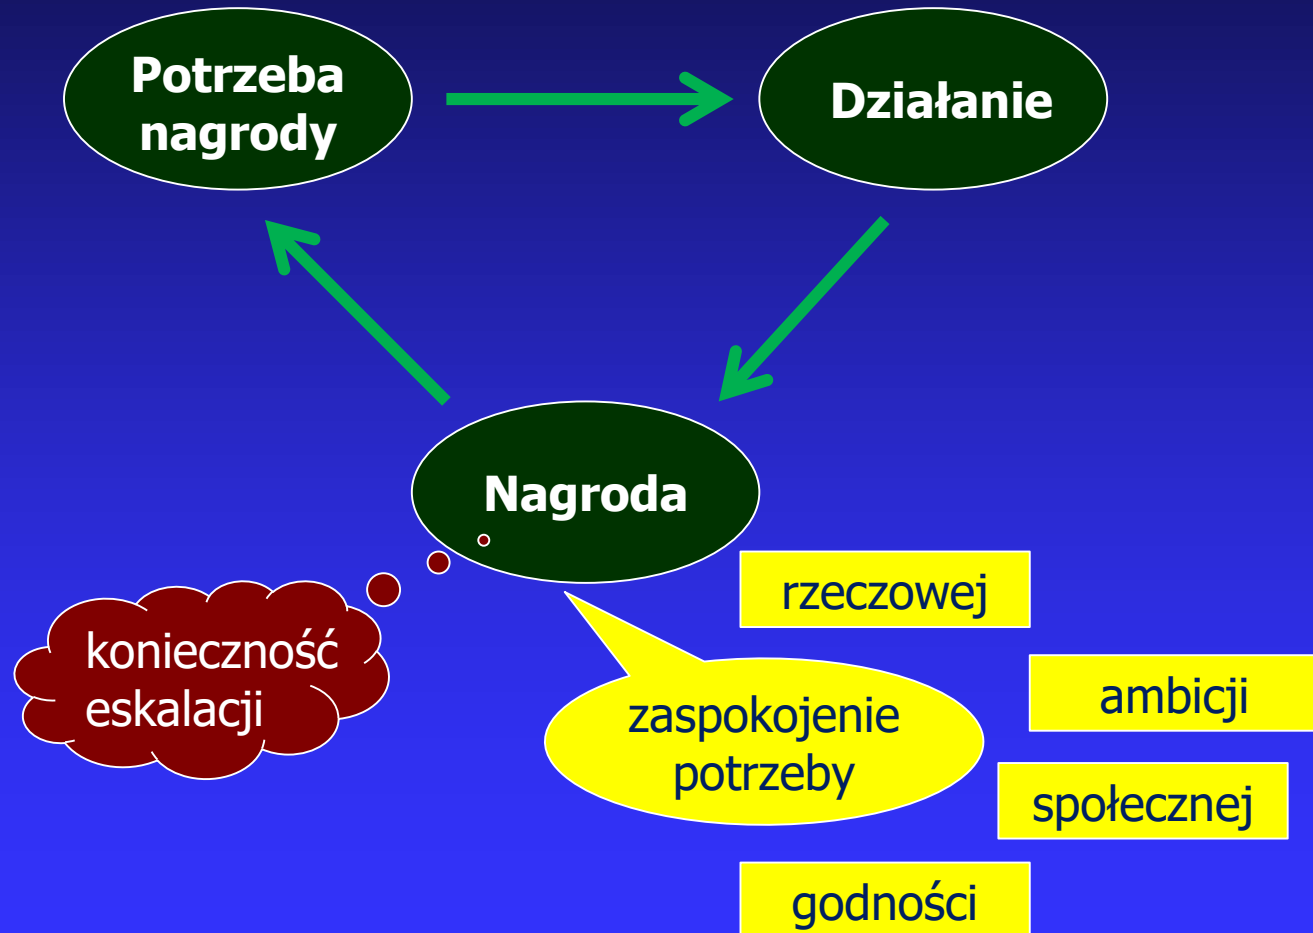 Potrzeba
nagrody
Działanie
Nagroda
rzeczowej
konieczność
eskalacji
zaspokojenie
potrzeby
ambicji
społecznej
godności